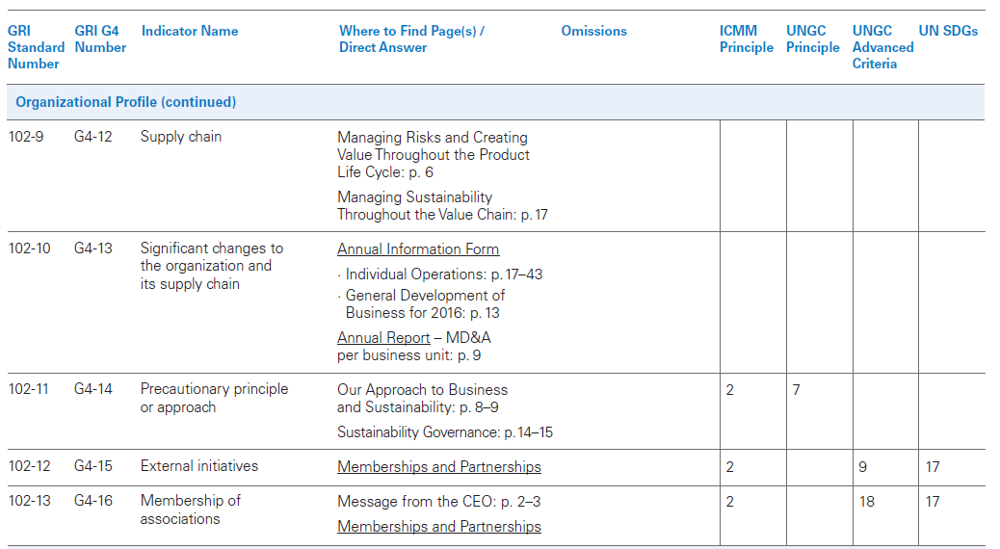 GRI Standard Number | GRI G4 Number | Indicator Name | Where to Find Page(s) / Direct Answer | Omissions | ICMM Principle | UNGC Principle | UNGC Advanced Criteria | UN SDGs
Organizational Profile (continued)
102-9 G4-12 Supply chain
Managing Risks and Creating
Value Throughout the Product
Life Cycle: p. 6
Managing Sustainability
Throughout the Value Chain: p. 17
102-10 G4-13 Significant changes to
the organization and
its supply chain
Annual Information Form
· Individual Operations: p. 17–43
· General Development of
Business for 2016: p. 13
Annual Report – MD&A
per business unit: p. 9
102-11 G4-14 Precautionary principle
or approach
Our Approach to Business
and Sustainability: p. 8–9
Sustainability Governance: p. 14–15
2 7
102-12 G4-15 External initiatives Memberships and Partnerships 2 9 17
102-13 G4-16 Membership of
associations
Message from the CEO: p. 2–3
Memberships and Partnerships
2 18 17